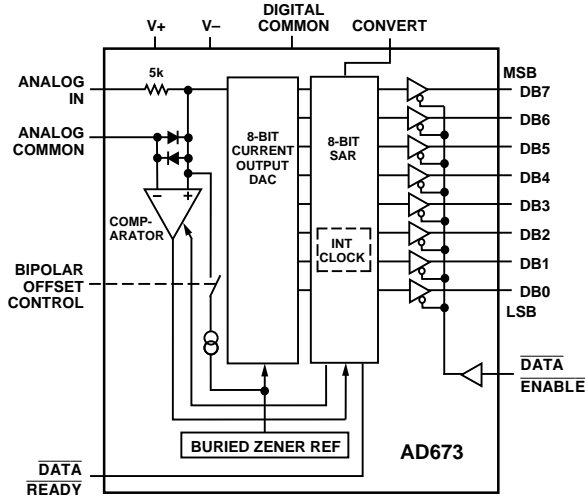 V+
V–
DIGITAL
COMMON
CONVERT
ANALOG
IN
5k
ANALOG
COMMON
8-BIT
CURRENT
OUTPUT
DAC
8-BIT
SAR
MSB
DB7
DB6
DB5
DB4
DB3
DB2
DB1
DB0
LSB
–
+
COMP-
ARATOR
INT
CLOCK
BIPOLAR
OFFSET
CONTROL
DATA
ENABLE
BURIED ZENER REF
AD673
DATA
READY